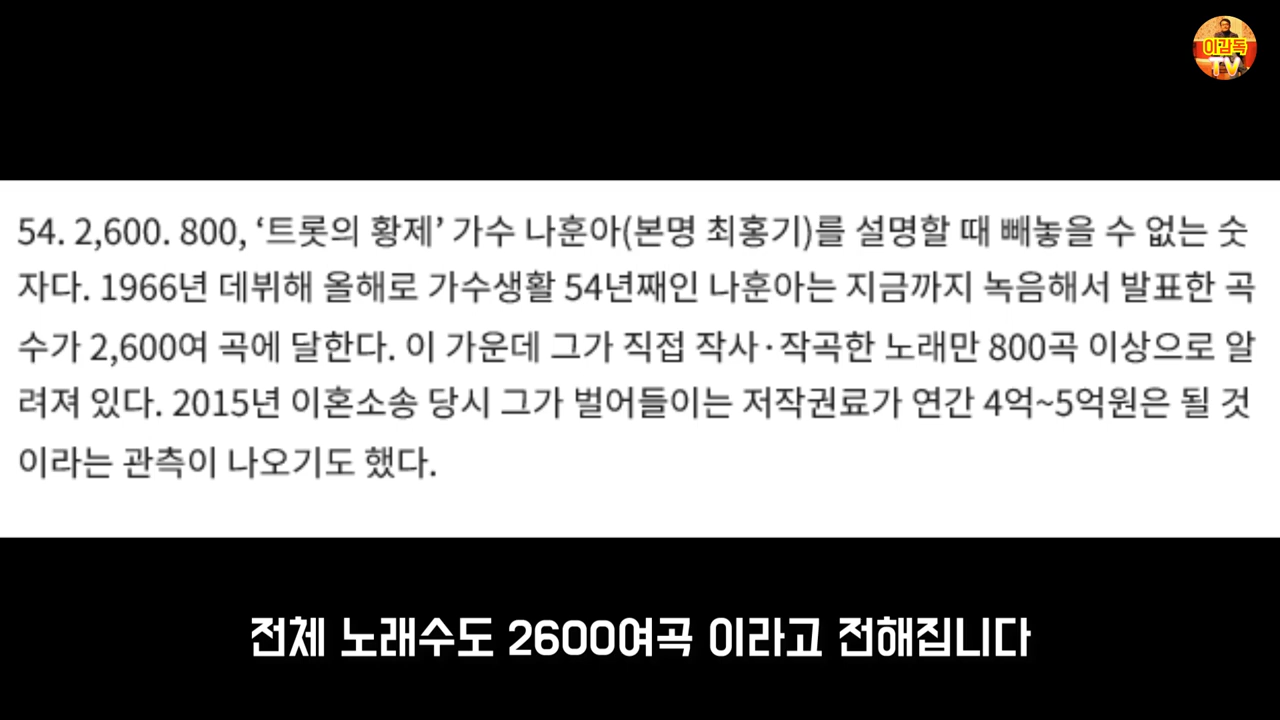 이감독
TV
54. 2,600. 800, ‘트롯의 황제’ 가수 나훈아(본명 최홍기)를 설명할 때 빼놓을 수 없는 숫
자다. 1966년 데뷔해 올해로 가수생활 54년째인 나훈아는 지금까지 녹음해서 발표한 곡
수가 2,600여 곡에 달한다. 이 가운데 그가 직접 작사·작곡한 노래만 800곡 이상으로 알
려져 있다. 2015년 이혼소송 당시 그가 벌어들이는 저작권료가 연간 4억~5억원은 될 것
이라는 관측이 나오기도 했다.
전체 노래수도 2600여곡 이라고 전해집니다